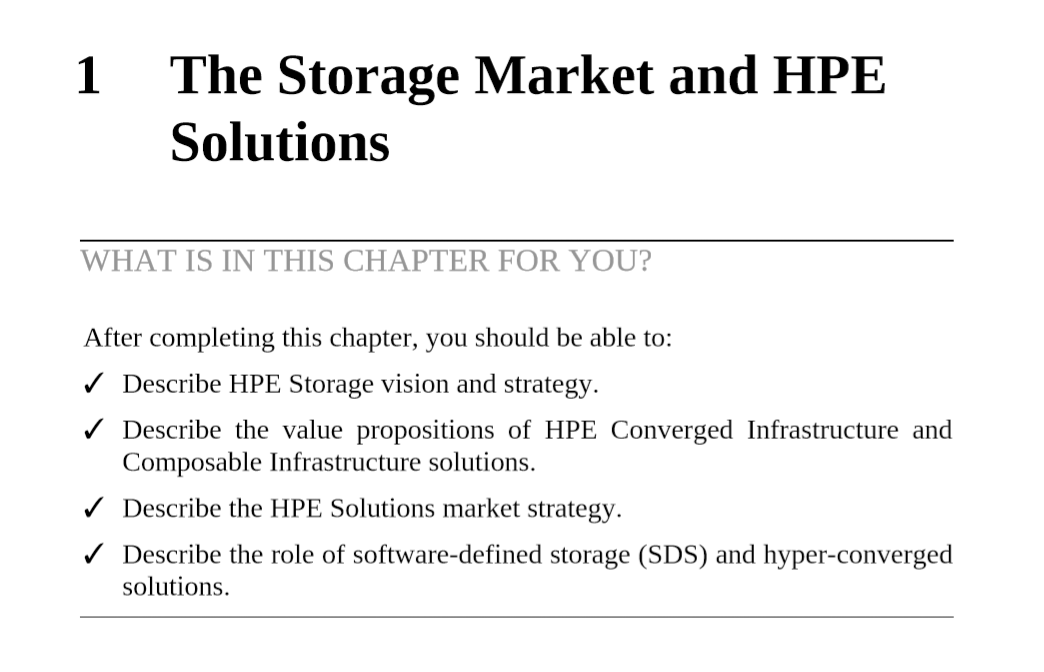 1 The Storage Market and HPE
Solutions
WHAT IS IN THIS CHAPTER FOR YOU?
After completing this chapter, you should be able to:
✓ Describe HPE Storage vision and strategy.
✓ Describe the value propositions of HPE Converged Infrastructure and
Composable Infrastructure solutions.
✓ Describe the HPE Solutions market strategy.
✓ Describe the role of software-defined storage (SDS) and hyper-converged
solutions.